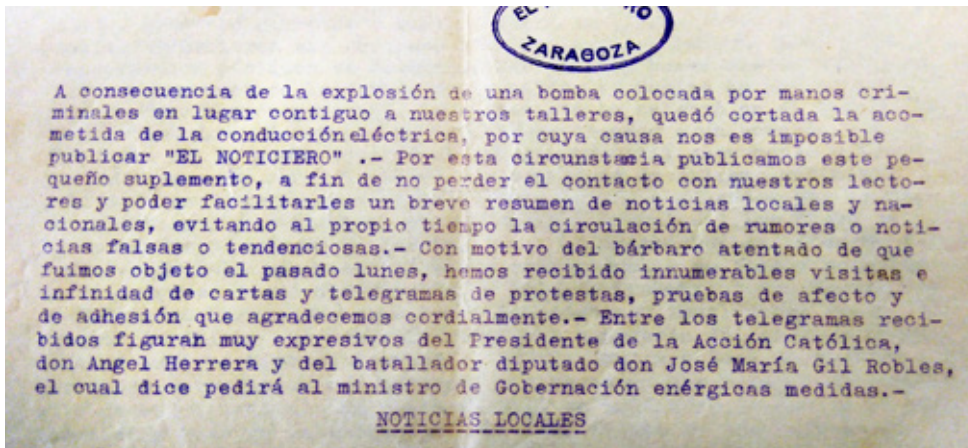 EL NOTICIERO
ZARAGOZA
A consecuencia de la explosión de una bomba colocada por manos cri-
minales en lugar contiguo a nuestros talleres, quedó cortada la aco-
metida de la conducción eléctrica, por cuya causa nos es imposible
publicar "EL NOTICIERO" .- Por esta circunstancia publicamos este pe-
queño suplemento, a fin de no perder el contacto con nuestros lecto-
res y poder facilitarles un breve resumen de noticias locales y na-
cionales, evitando al propio tiempo la circulación de rumores o noti-
cias falsas o tendenciosas.- Con motivo del bárbaro atentado de que
fuimos objeto el pasado lunes, hemos recibido innumerables visitas e
infinidad de cartas y telegramas de protestas, pruebas de afecto y
de adhesión que agradecemos cordialmente.- Entre los telegramas reci-
bidos figuran muy expresivos del Presidente de la Acción Católica,
don Angel Herrera y del batallador diputado don José María Gil Robles,
el cual dice pedirá al ministro de Gobernación enérgicas medidas.-
NOTICIAS LOCALES